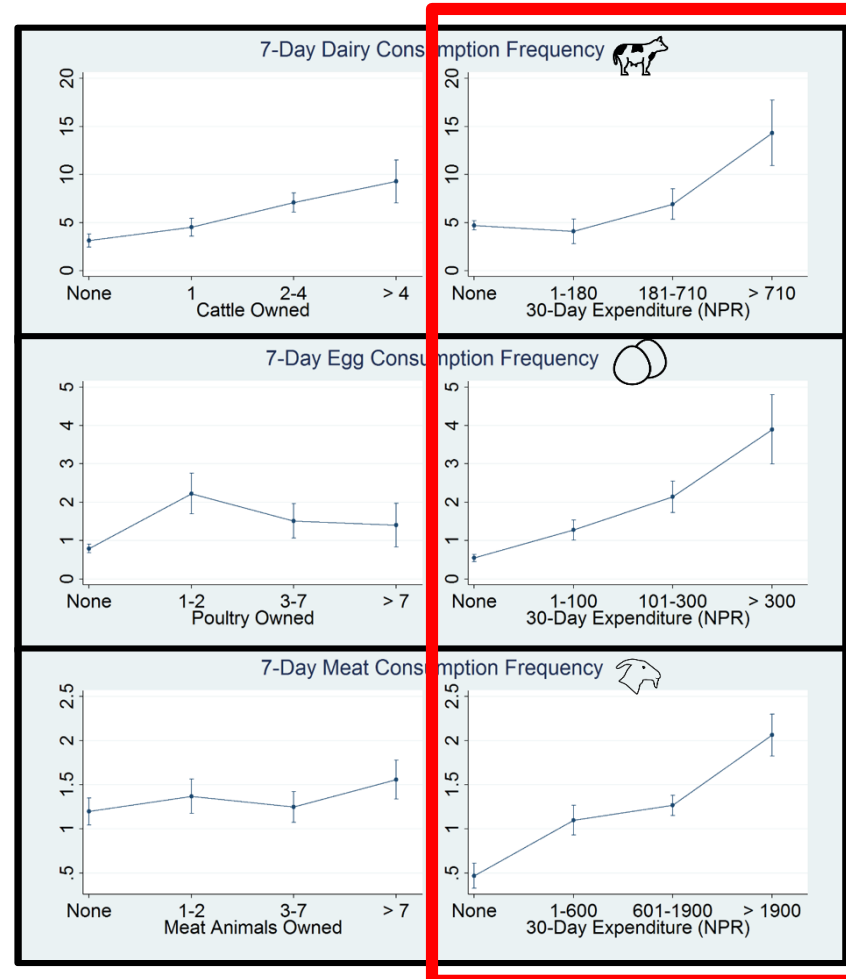 7-Day Dairy Consumption Frequency
20
15
10
5
0
None 1 2-4 > 4
Cattle Owned
20
15
10
5
0
None 1-180 181-710 > 710
30-Day Expenditure (NPR)
7-Day Egg Consumption Frequency
5
4
3
2
1
0
None 1-2 3-7 > 7
Poultry Owned
5
4
3
2
1
0
None 1-100 101-300 > 300
30-Day Expenditure (NPR)
7-Day Meat Consumption Frequency
2.5
2
1.5
1
.5
None 1-2 3-7 > 7
Meat Animals Owned
2.5
2
1.5
1
.5
None 1-600 601-1900 > 1900
30-Day Expenditure (NPR)